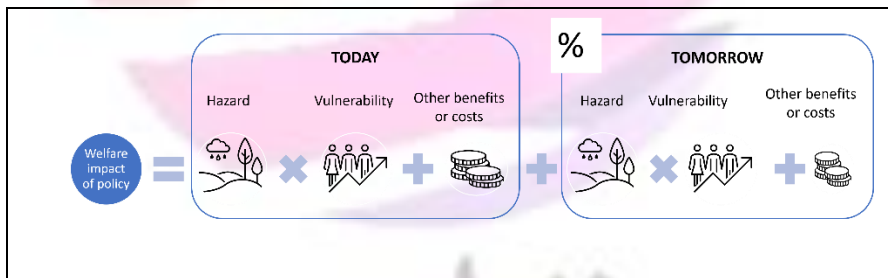 %
TODAY
TOMORROW
Hazard
Vulnerability
Other benefits
or costs
Hazard
Vulnerability
Other benefits
or costs
Welfare
impact
of policy